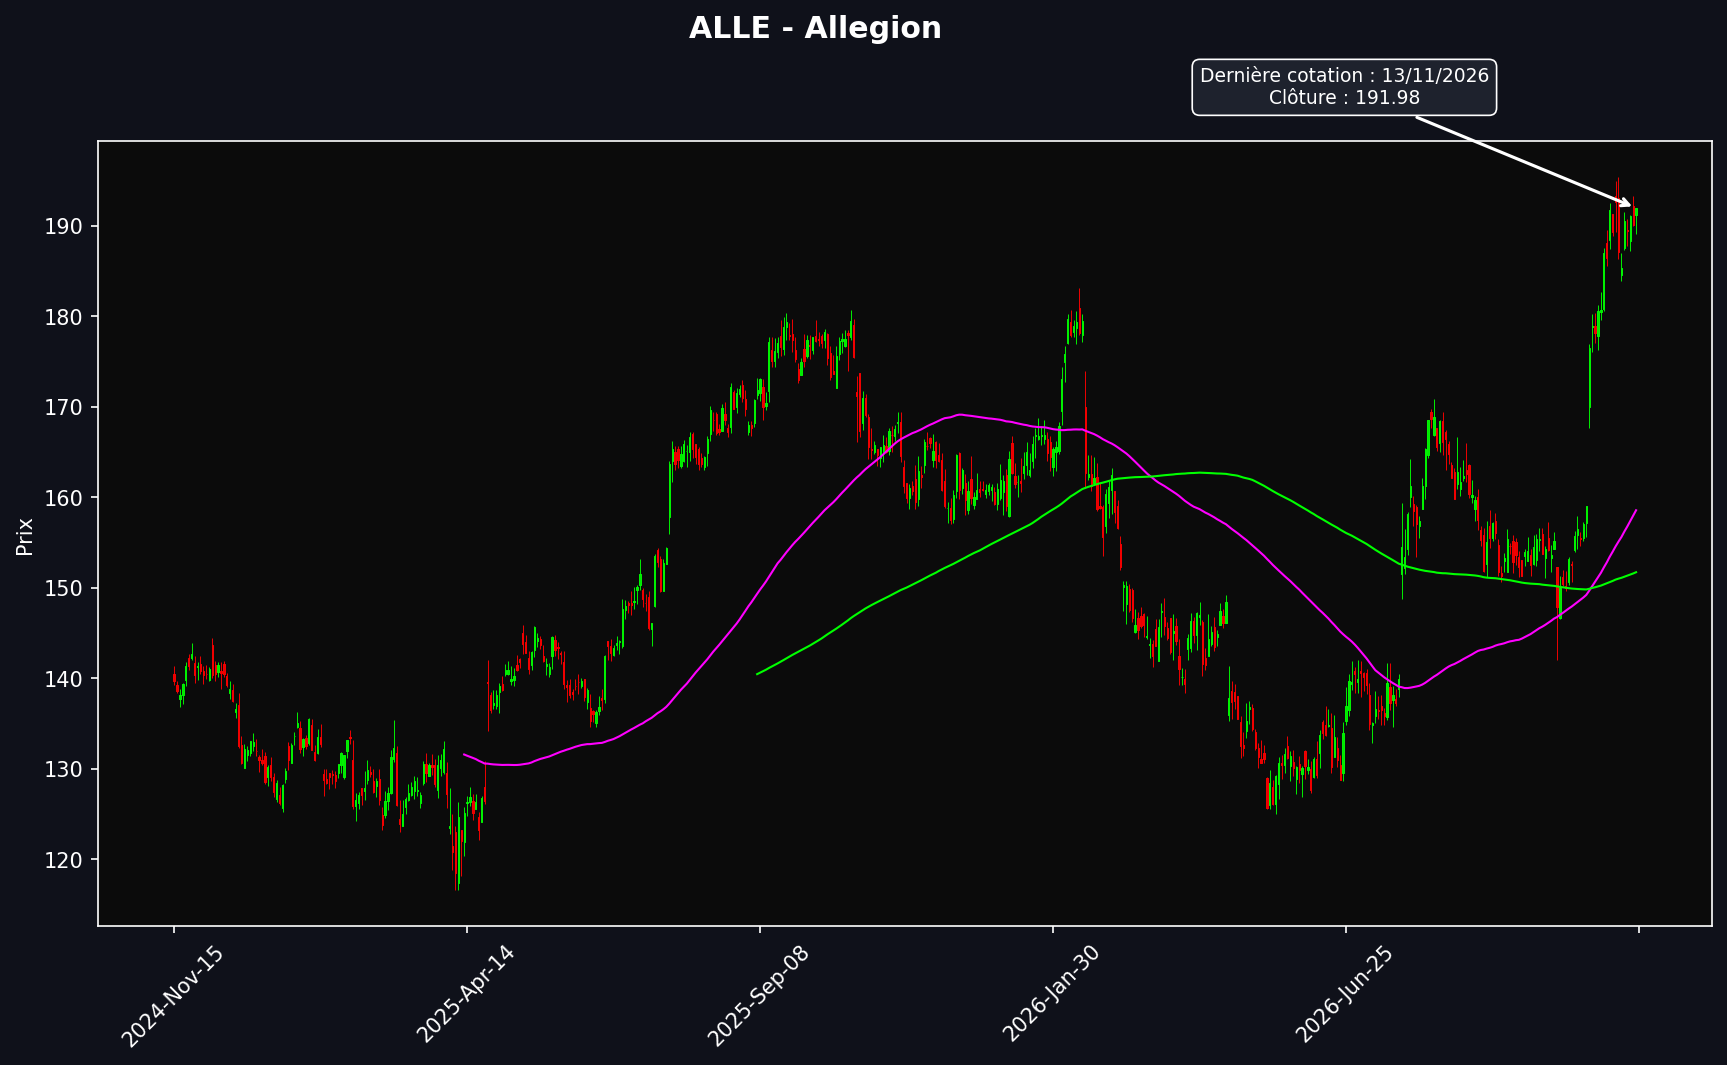 ALLE - Allegion
Dernière cotation : 13/11/2026
Clôture : 191.98
Prix
190
180
170
160
150
140
130
120
2024-Nov-15
2025-Apr-14
2025-Sep-08
2026-Jan-30
2026-Jun-25